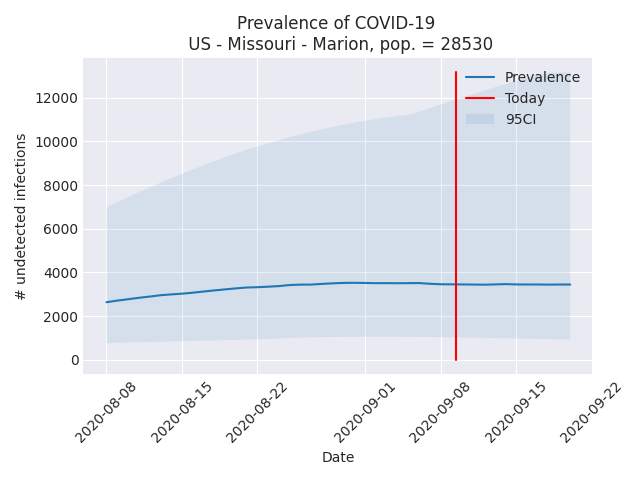 Prevalence of COVID-19
US - Missouri - Marion, pop. = 28530
Prevalence
Today
95CI
# undetected infections
12000
10000
8000
6000
4000
2000
0
2020-08-08
2020-08-15
2020-08-22
2020-09-01
2020-09-08
2020-09-15
2020-09-22
Date